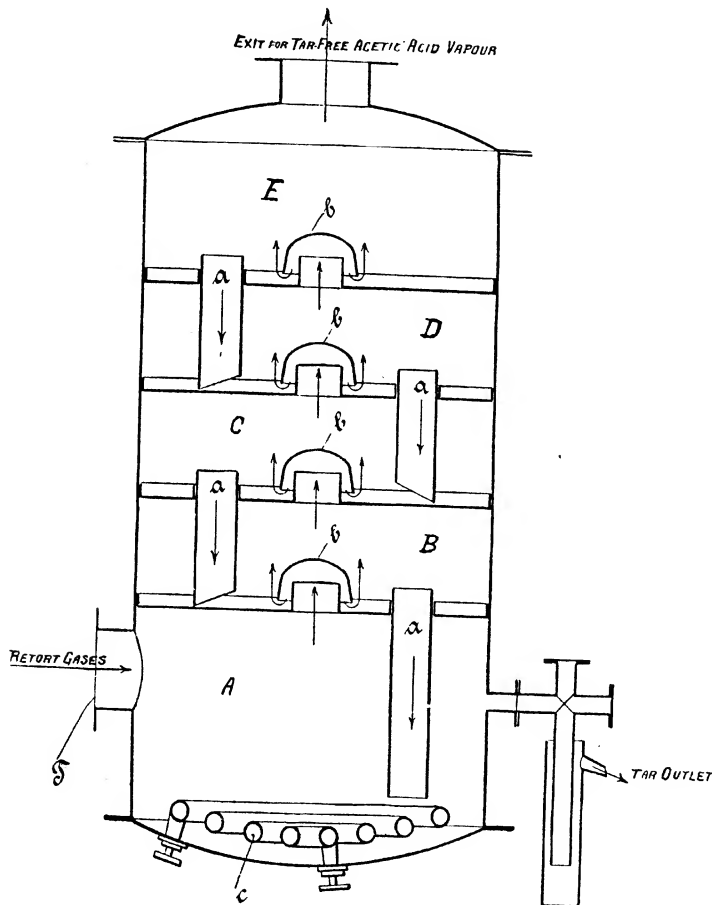 EXIT FOR TAR-FREE ACETIC ACID VAPOUR
E
b
a
b
D
a
C
b
a
b
B
a
RETORT GASES
A
F
TAR OUTLET
c